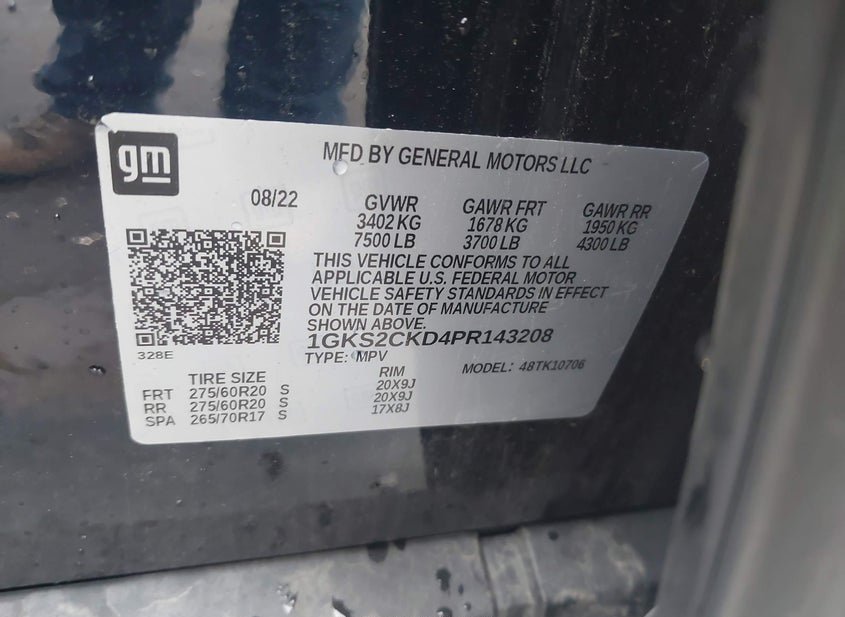 gm
MFD BY GENERAL MOTORS LLC
08/22
GVWR GAWR FRT GAWR RR
3402 KG 1678 KG 1950 KG
7500 LB 3700 LB 4300 LB
THIS VEHICLE CONFORMS TO ALL
APPLICABLE U.S. FEDERAL MOTOR
VEHICLE SAFETY STANDARDS IN EFFECT
ON THE DATE OF MANUFACTURE
SHOWN ABOVE.
1GKS2CKD4PR143208
328E
TYPE: MPV MODEL: 48TK10706
TIRE SIZE RIM
FRT 275/60R20 S 20X9J
RR 275/60R20 S 20X9J
SPA 265/70R17 S 17X8J